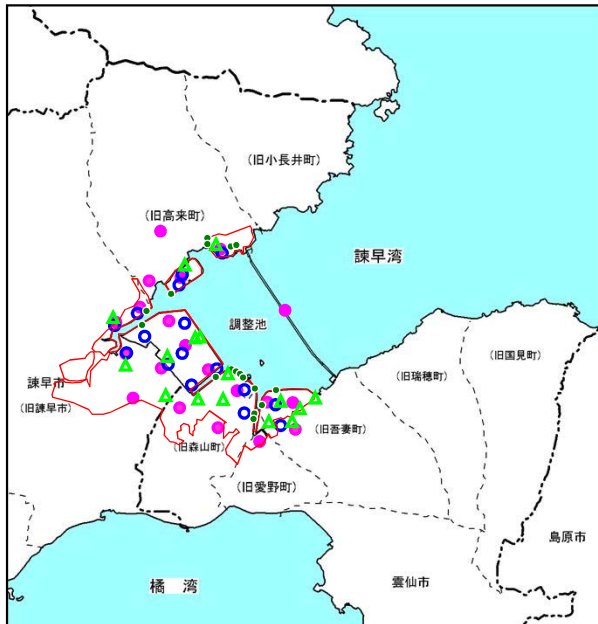 (旧小長井町)
(旧高来町)
諫早湾
調整池
(旧国見町)
(旧瑞穂町)
諫早市
(旧諫早市)
(旧吾妻町)
(旧森山町)
(旧愛野町)
島原市
雲仙市
橘 湾